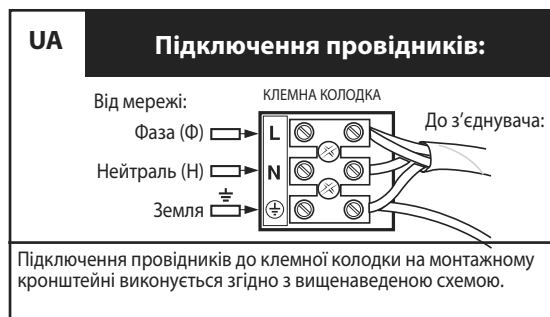 UA
Підключення провідників:
Від мережі:
КЛЕМНА КОЛОДКА
До з’єднувача:
Фаза (Ф)
L
Нейтраль (Н)
N
Земля
Підключення провідників до клемної колодки на монтажному
кронштейні виконується згідно з вищенаведеною схемою.